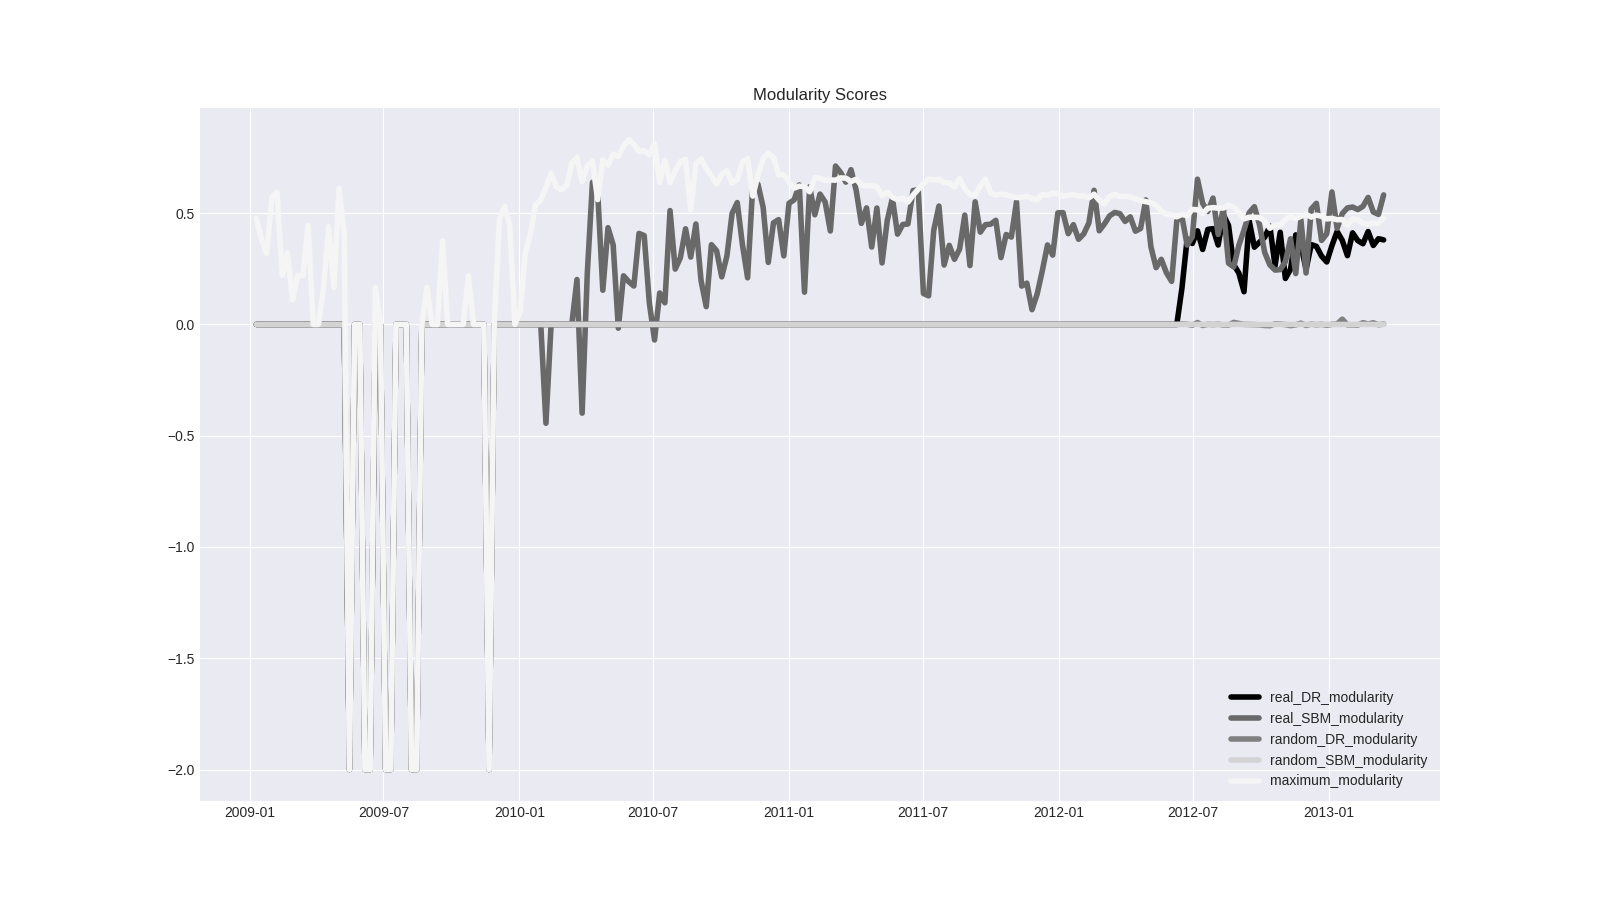 Modularity Scores
0.5
0.0
−0.5
−1.0
−1.5
−2.0
2009-01
2009-07
2010-01
2010-07
2011-01
2011-07
2012-01
2012-07
2013-01
real_DR_modularity
real_SBM_modularity
random_DR_modularity
random_SBM_modularity
maximum_modularity